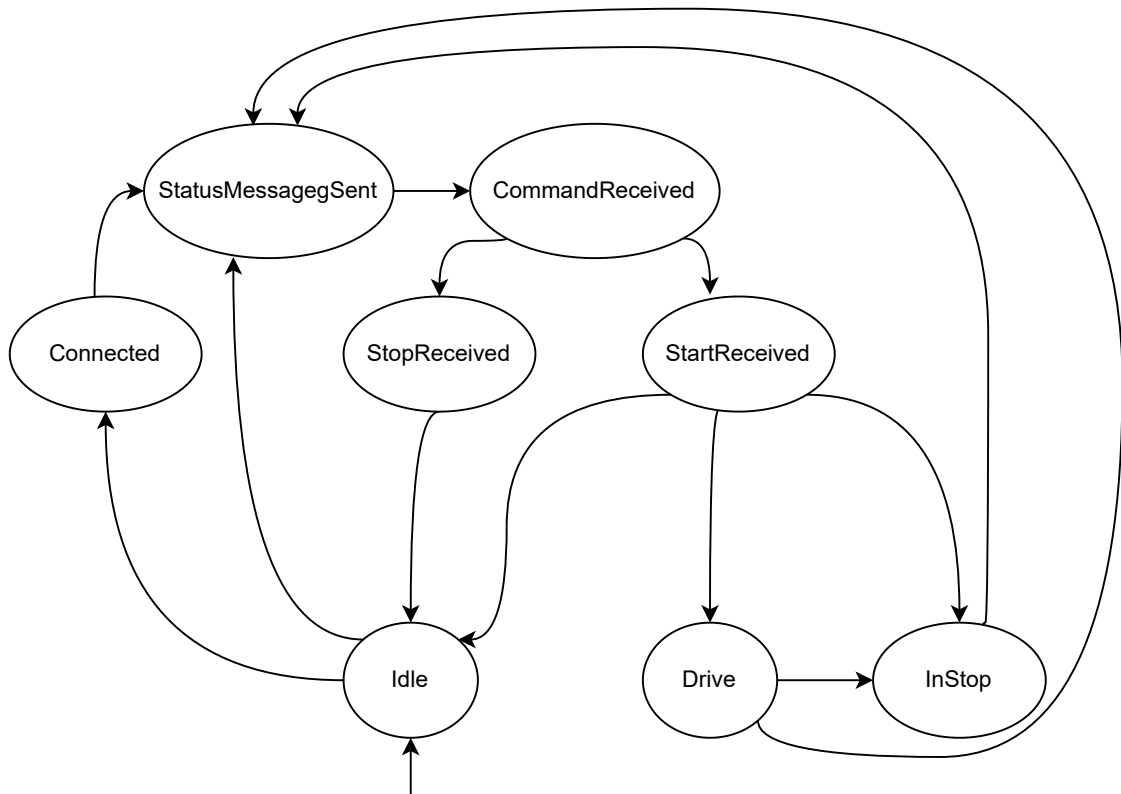 StatusMessagegSent
CommandReceived
Connected
StopReceived
StartReceived
Idle
Drive
InStop